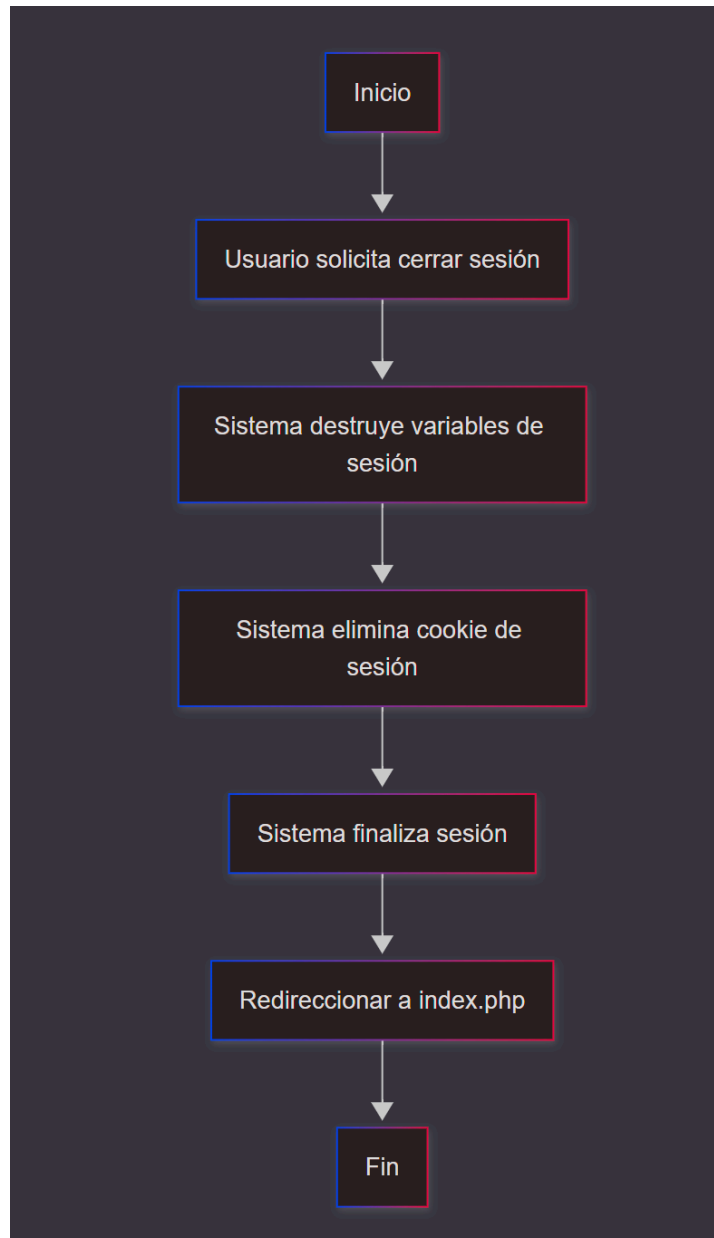 Inicio
Usuario solicita cerrar sesión
Sistema destruye variables de
sesión
Sistema elimina cookie de
sesión
Sistema finaliza sesión
Redireccionar a index.php
Fin